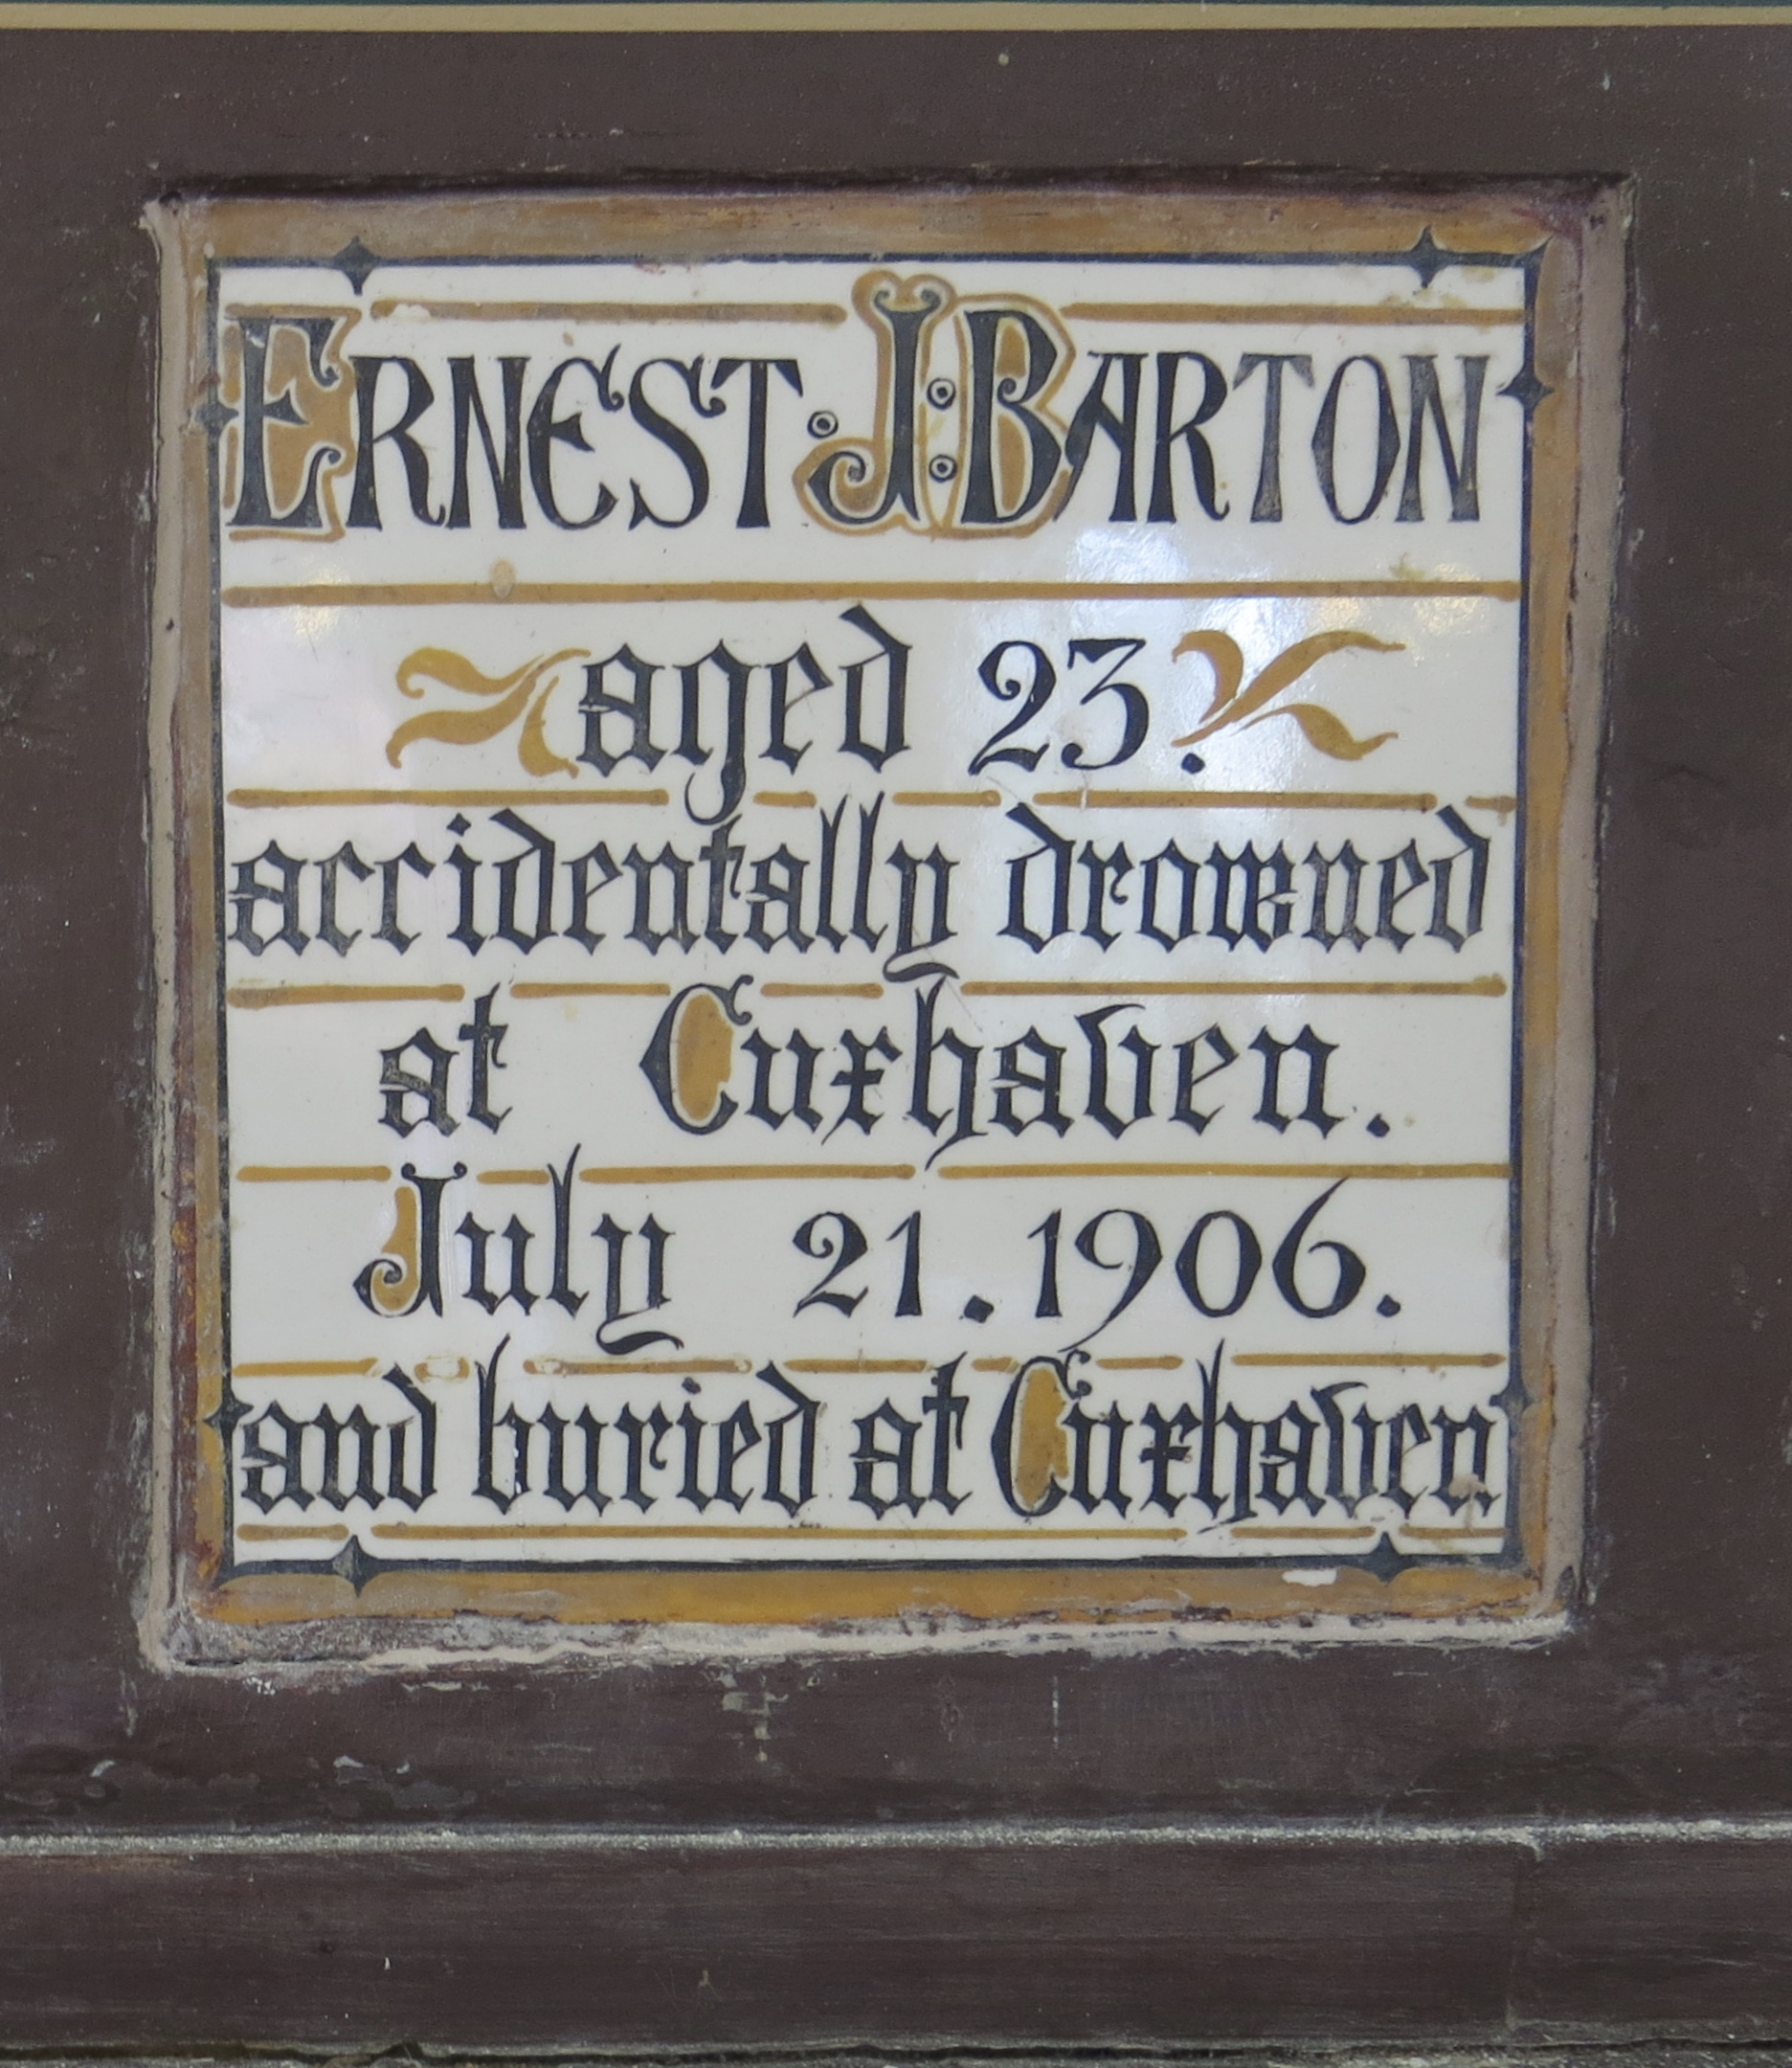 ERNEST · J : BARTON
aged 23.
accidentally drowned
at Cuxhaven.
July 21. 1906.
and buried at Cuxhaven